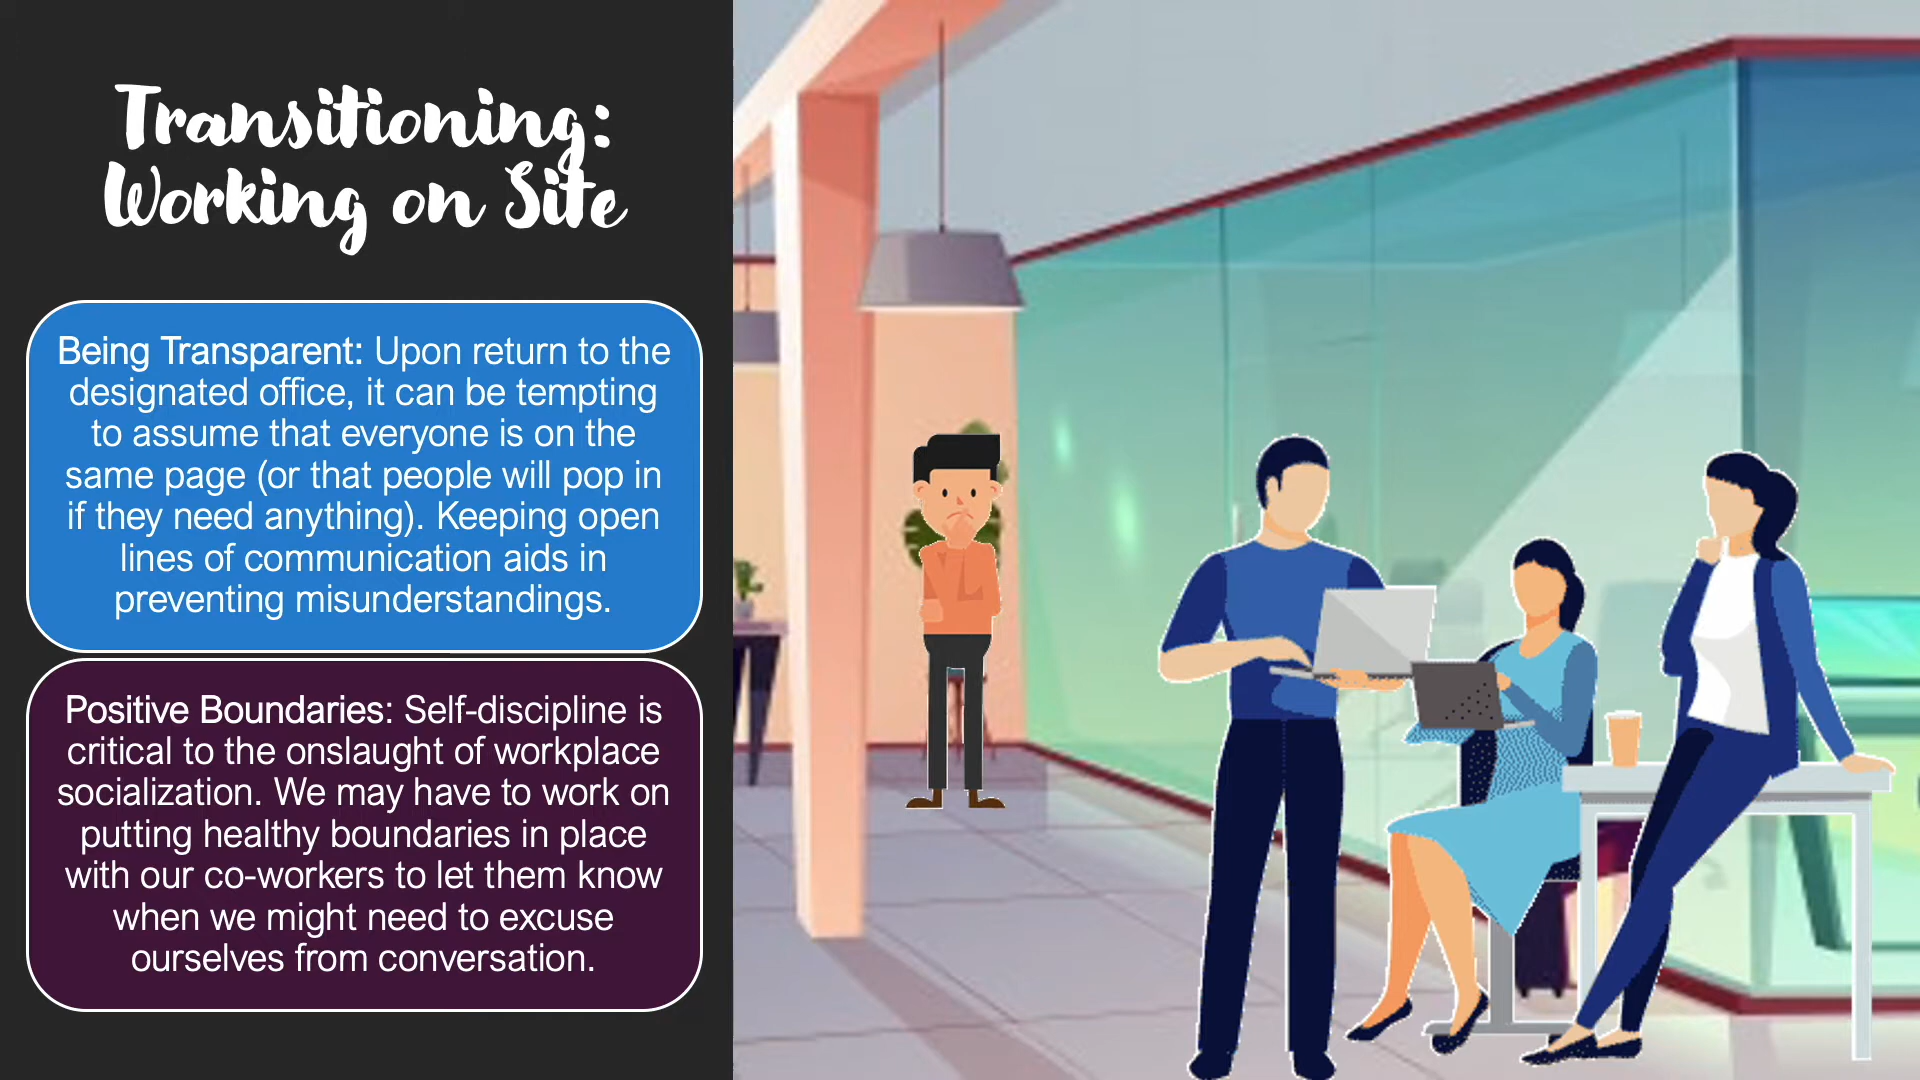 Transitioning:
Working on Site
Being Transparent: Upon return to the
designated office, it can be tempting
to assume that everyone is on the
same page (or that people will pop in
if they need anything). Keeping open
lines of communication aids in
preventing misunderstandings.
Positive Boundaries: Self-discipline is
critical to the onslaught of workplace
socialization. We may have to work on
putting healthy boundaries in place
with our co-workers to let them know
when we might need to excuse
ourselves from conversation.